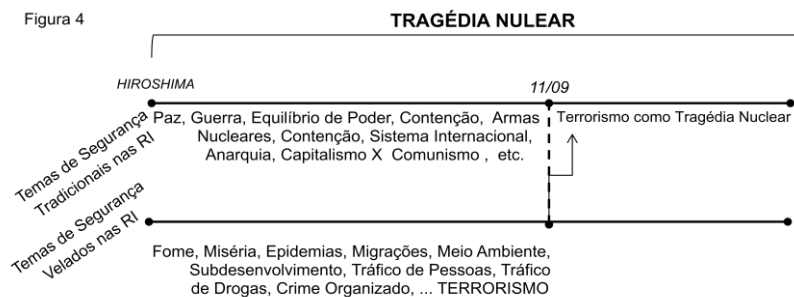 Figura 4
TRAGÉDIA NULEAR
HIROSHIMA
11/09
Temas de Segurança
Tradicionais nas RI
Paz, Guerra, Equilíbrio de Poder, Contenção, Armas
Nucleares, Contenção, Sistema Internacional,
Anarquia, Capitalismo X Comunismo , etc.
Terrorismo como Tragédia Nuclear
Temas de Segurança
Velados nas RI
Fome, Miséria, Epidemias, Migrações, Meio Ambiente,
Subdesenvolvimento, Tráfico de Pessoas, Tráfico
de Drogas, Crime Organizado, ... TERRORISMO